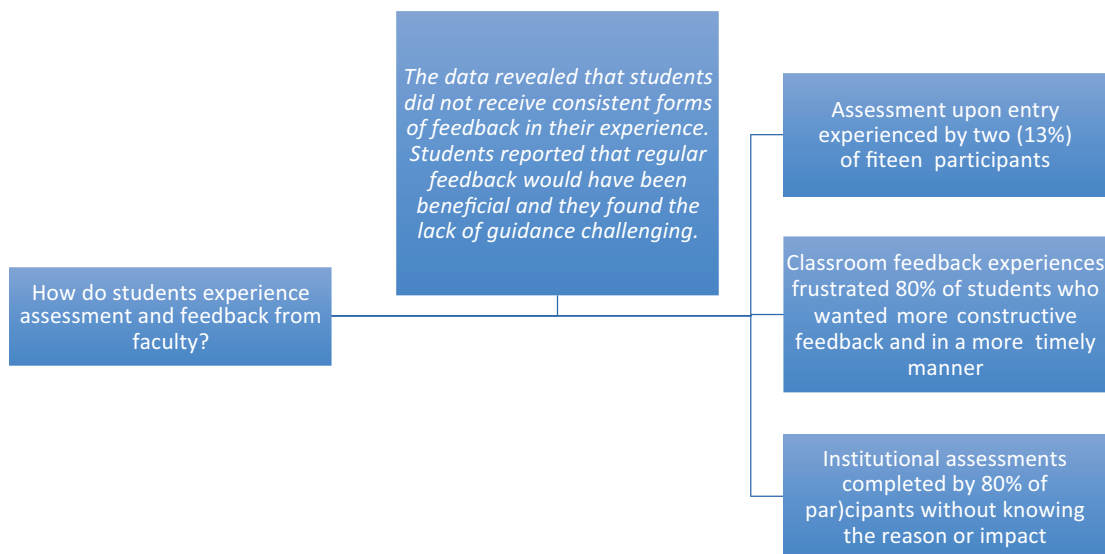 The data revealed that students
did not receive consistent forms
of feedback in their experience.
Students reported that regular
feedback would have been
beneficial and they found the
lack of guidance challenging.
How do students experience
assessment and feedback from
faculty?
Assessment upon entry
experienced by two (13%)
of fiteen participants
Classroom feedback experiences
frustrated 80% of students who
wanted more constructive
feedback and in a more timely
manner
Institutional assessments
completed by 80% of
par)cipants without knowing
the reason or impact